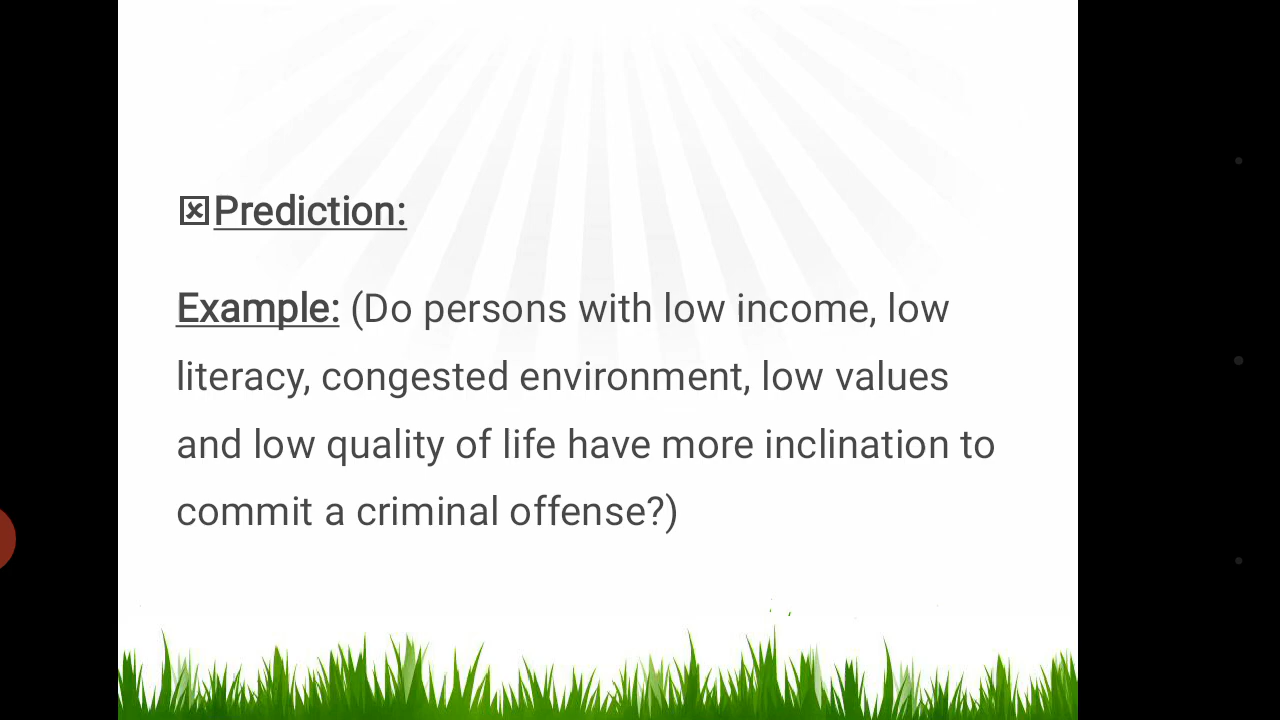 ☒Prediction:
Example: (Do persons with low income, low
literacy, congested environment, low values
and low quality of life have more inclination to
commit a criminal offense?)